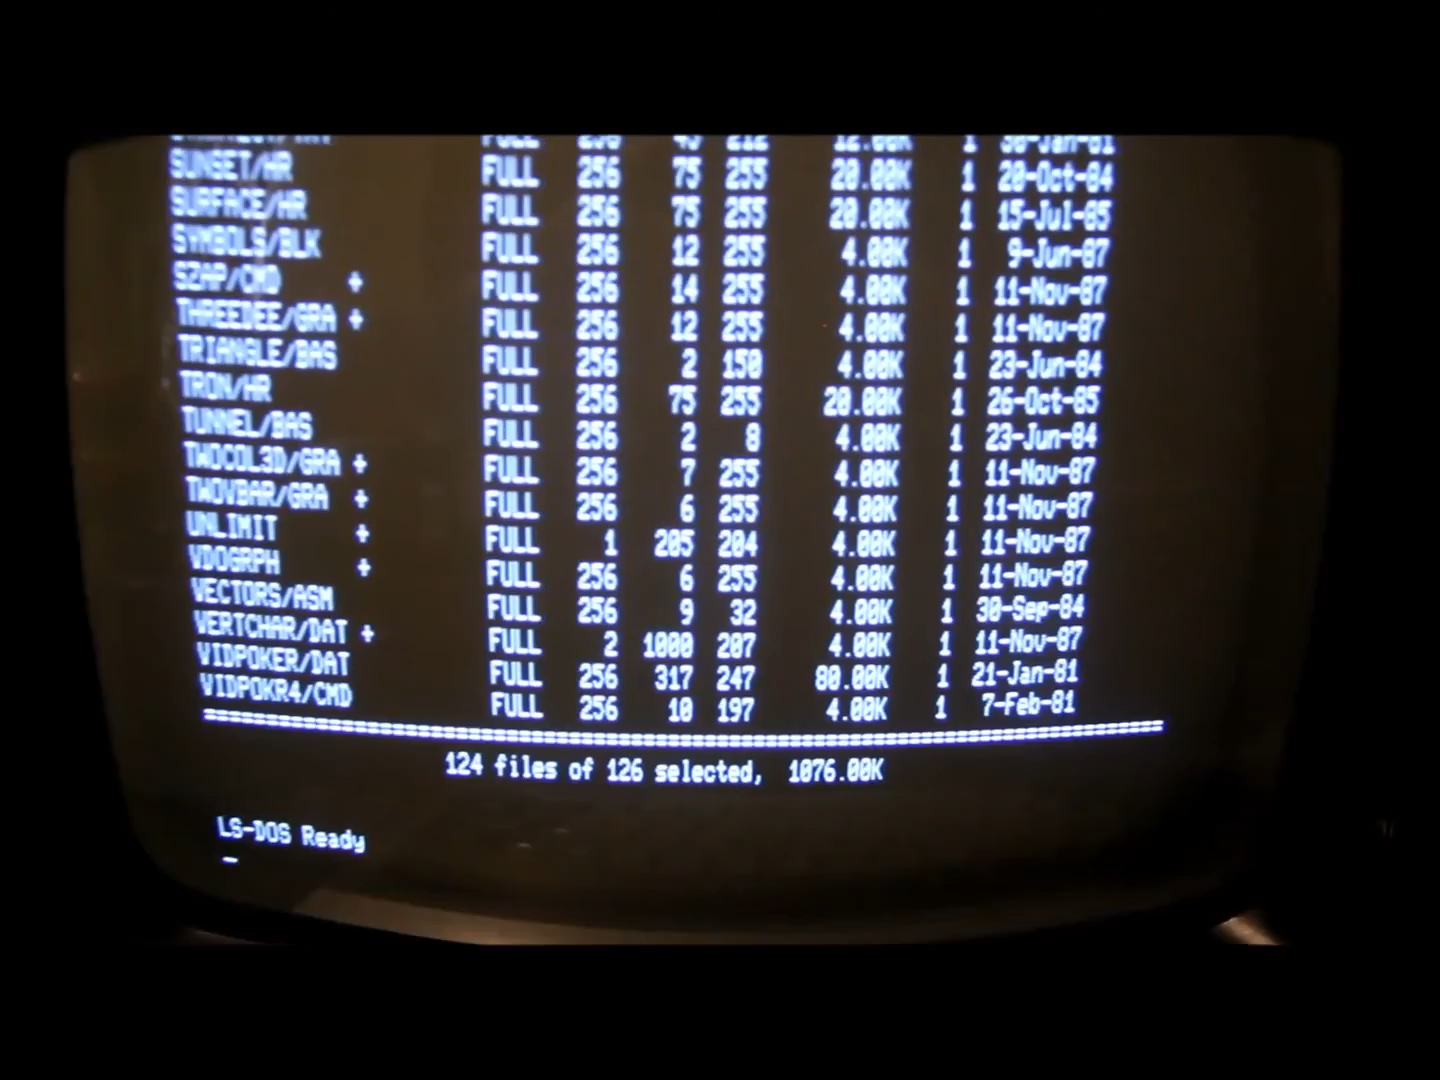 FULL 256 45 212 12.00K 1 30-Jan-81
SUNSET/HR FULL 256 75 255 20.00K 1 20-Oct-84
SURFACE/HR FULL 256 75 255 20.00K 1 15-Jul-85
SYMBOLS/BLK FULL 256 12 255 4.00K 1 9-Jun-87
SZAP/CMD + FULL 256 14 255 4.00K 1 11-Nov-87
THREEDEE/GRA + FULL 256 12 255 4.00K 1 11-Nov-87
TRIANGLE/BAS FULL 256 2 150 4.00K 1 23-Jun-84
TRON/HR FULL 256 75 255 20.00K 1 26-Oct-85
TUNNEL/BAS FULL 256 2 8 4.00K 1 23-Jun-84
TWOCOL3D/GRA + FULL 256 7 255 4.00K 1 11-Nov-87
TWOVBAR/GRA + FULL 256 6 255 4.00K 1 11-Nov-87
UNLIMIT + FULL 1 205 204 4.00K 1 11-Nov-87
VDOGRPH + FULL 256 6 255 4.00K 1 11-Nov-87
VECTORS/ASM FULL 256 9 32 4.00K 1 30-Sep-84
VERTCHAR/DAT + FULL 2 1000 207 4.00K 1 11-Nov-87
VIDPOKER/DAT FULL 256 317 247 80.00K 1 21-Jan-81
VIDPOKR4/CMD FULL 256 10 197 4.00K 1 7-Feb-81
124 files of 126 selected, 1076.00K
LS-DOS Ready